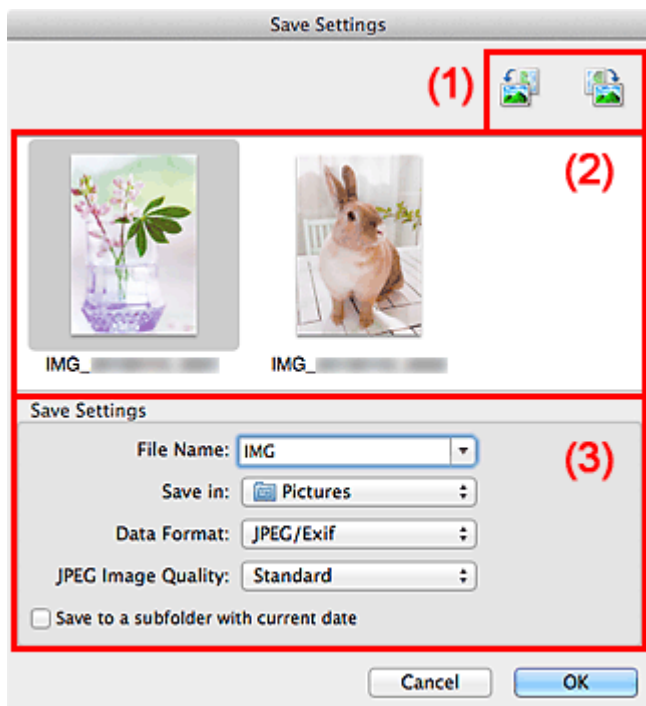 Save Settings
(1)
(2)
IMG_
IMG_
Save Settings
(3)
File Name: IMG
Save in: Pictures
Data Format: JPEG/Exif
JPEG Image Quality: Standard
Save to a subfolder with current date
Cancel OK